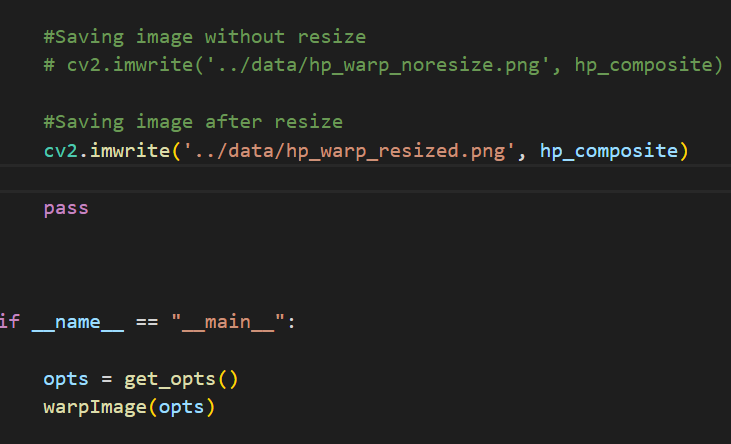 #Saving image without resize
# cv2.imwrite('../data/hp_warp_noresize.png', hp_composite)
#Saving image after resize
cv2.imwrite('../data/hp_warp_resized.png', hp_composite)
pass
if __name__ == "__main__":
opts = get_opts()
warpImage(opts)